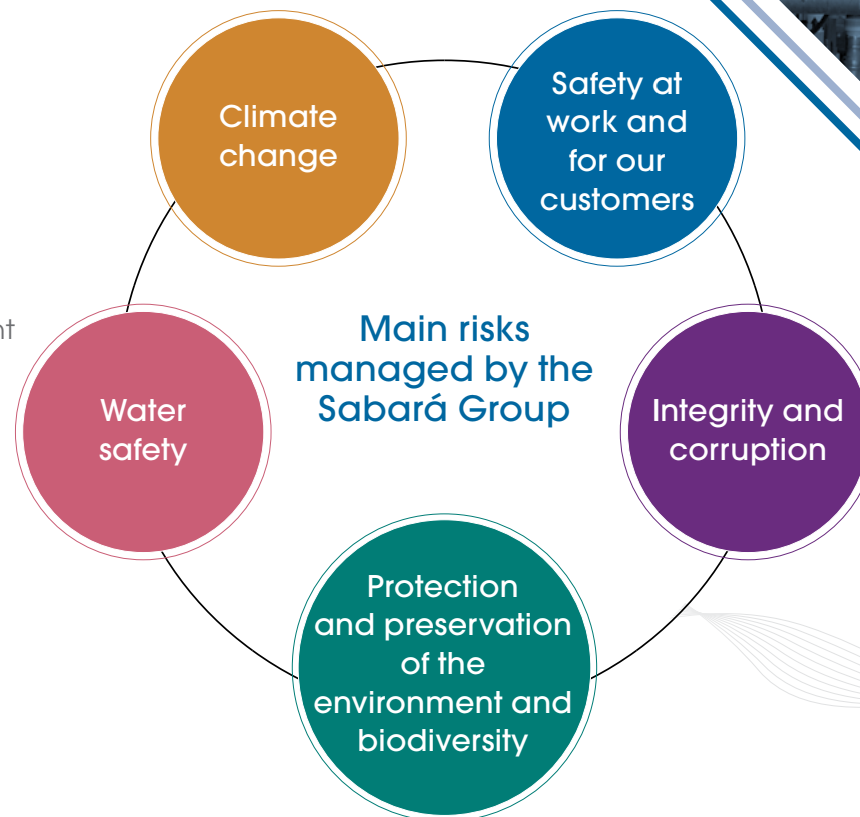 Climate
change
Safety at
work and
for our
customers
Main risks
managed by the
Sabará Group
Water
safety
Integrity and
corruption
Protection
and preservation
of the
environment and
biodiversity